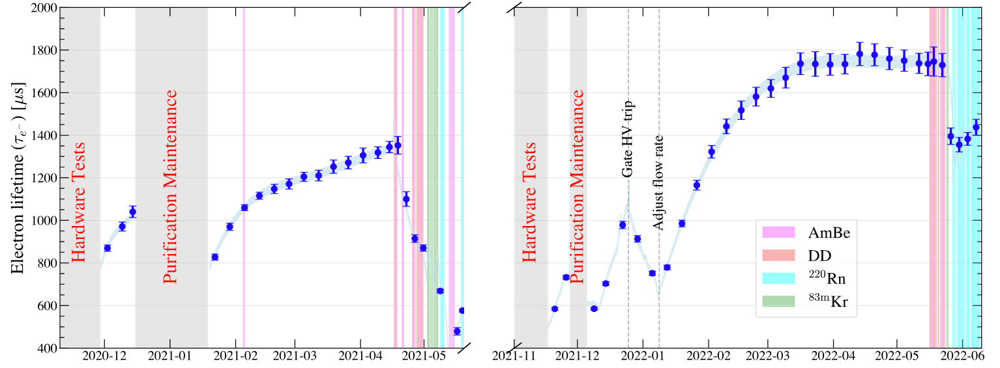 Electron lifetime (τe−) [μs]
2000
1800
1600
1400
1200
1000
800
600
400
Hardware Tests
Purification Maintenance
Hardware Tests
Purification Maintenance
Gate HV trip
Adjust flow rate
AmBe
DD
²²⁰Rn
⁸³ᵐKr
2020-12
2021-01
2021-02
2021-03
2021-04
2021-05
2021-11
2021-12
2022-01
2022-02
2022-03
2022-04
2022-05
2022-06